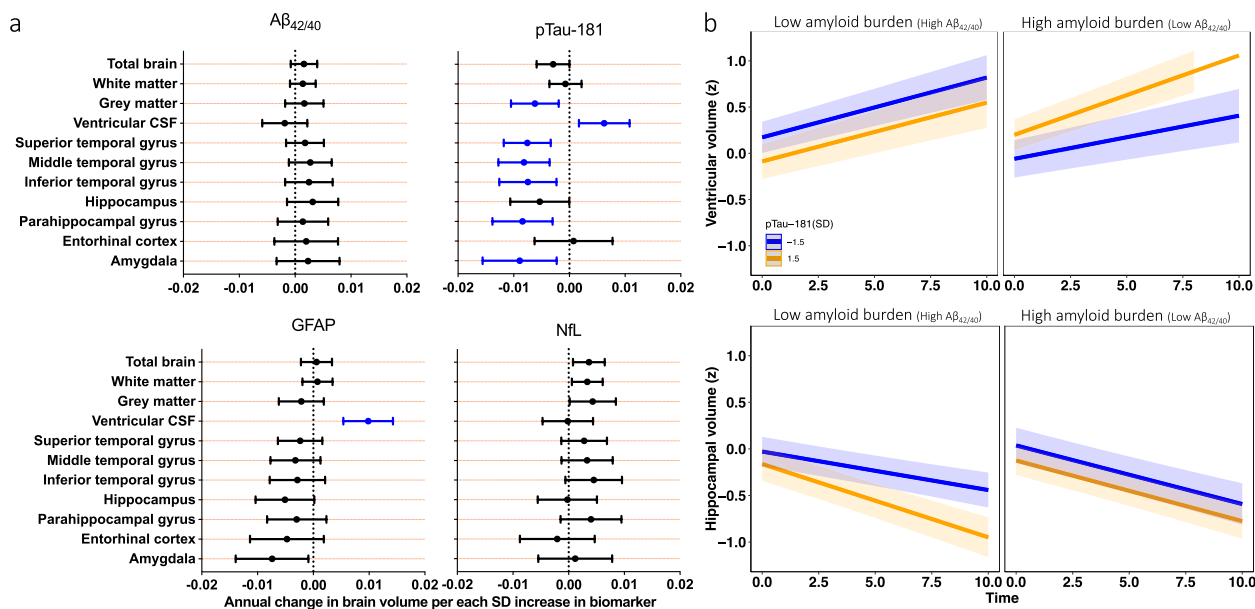 a
Aβ42/40
pTau-181
Total brain
White matter
Grey matter
Ventricular CSF
Superior temporal gyrus
Middle temporal gyrus
Inferior temporal gyrus
Hippocampus
Parahippocampal gyrus
Entorhinal cortex
Amygdala
-0.02 -0.01 0.00 0.01 0.02
-0.02 -0.01 0.00 0.01 0.02
GFAP
NfL
Total brain
White matter
Grey matter
Ventricular CSF
Superior temporal gyrus
Middle temporal gyrus
Inferior temporal gyrus
Hippocampus
Parahippocampal gyrus
Entorhinal cortex
Amygdala
-0.02 -0.01 0.00 0.01 0.02
-0.02 -0.01 0.00 0.01 0.02
Annual change in brain volume per each SD increase in biomarker
b
Low amyloid burden (High Aβ42/40)
High amyloid burden (Low Aβ42/40)
Ventricular volume (z)
1.0
0.5
0.0
−0.5
−1.0
pTau−181(SD)
−1.5
1.5
0.0 2.5 5.0 7.5 10.0
0.0 2.5 5.0 7.5 10.0
Low amyloid burden (High Aβ42/40)
High amyloid burden (Low Aβ42/40)
Hippocampal volume (z)
1.0
0.5
0.0
−0.5
−1.0
0.0 2.5 5.0 7.5 10.0
0.0 2.5 5.0 7.5 10.0
Time